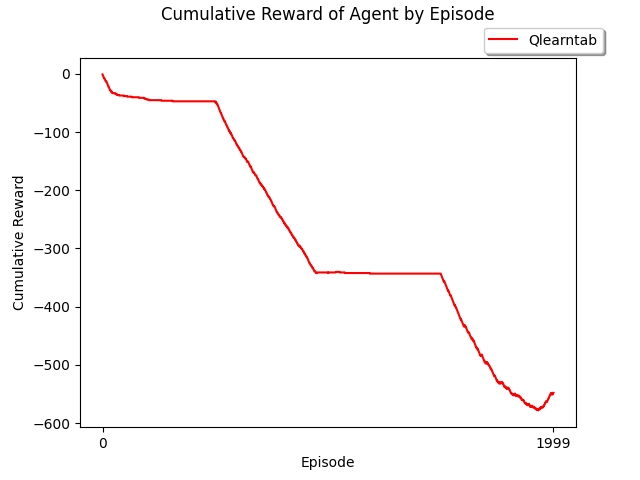 Cumulative Reward of Agent by Episode
Qlearntab
0
−100
−200
−300
−400
−500
−600
Cumulative Reward
0
1999
Episode